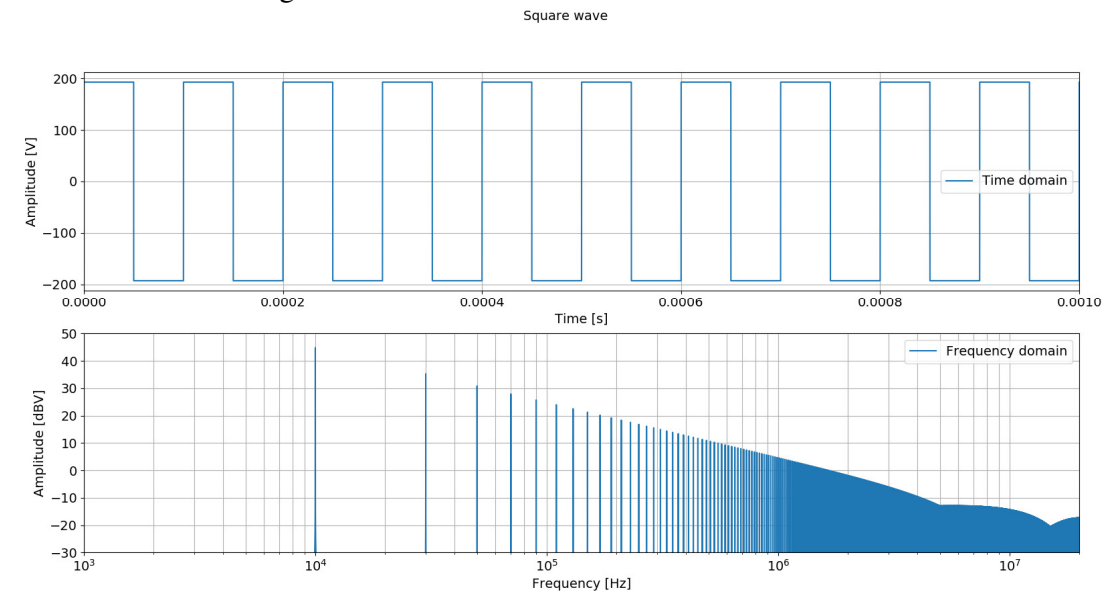 Square wave
200
100
0
−100
−200
Amplitude [V]
Time domain
0.0000 0.0002 0.0004 0.0006 0.0008 0.0010
Time [s]
50
40
30
20
10
0
−10
−20
−30
Amplitude [dBV]
Frequency domain
10³ 10⁴ 10⁵ 10⁶ 10⁷
Frequency [Hz]